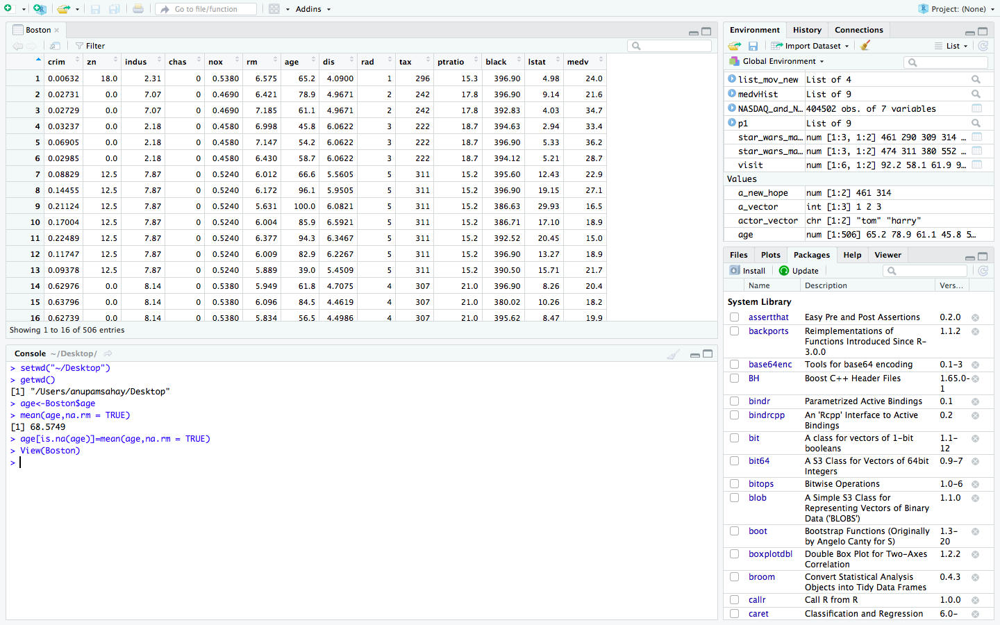 Go to file/function
Addins
Project: (None)
Boston
Filter
crim zn indus chas nox rm age dis rad tax ptratio black lstat medv
1 0.00632 18.0 2.31 0 0.5380 6.575 65.2 4.0900 1 296 15.3 396.90 4.98 24.0
2 0.02731 0.0 7.07 0 0.4690 6.421 78.9 4.9671 2 242 17.8 396.90 9.14 21.6
3 0.02729 0.0 7.07 0 0.4690 7.185 61.1 4.9671 2 242 17.8 392.83 4.03 34.7
4 0.03237 0.0 2.18 0 0.4580 6.998 45.8 6.0622 3 222 18.7 394.63 2.94 33.4
5 0.06905 0.0 2.18 0 0.4580 7.147 54.2 6.0622 3 222 18.7 396.90 5.33 36.2
6 0.02985 0.0 2.18 0 0.4580 6.430 58.7 6.0622 3 222 18.7 394.12 5.21 28.7
7 0.08829 12.5 7.87 0 0.5240 6.012 66.6 5.5605 5 311 15.2 395.60 12.43 22.9
8 0.14455 12.5 7.87 0 0.5240 6.172 96.1 5.9505 5 311 15.2 396.90 19.15 27.1
9 0.21124 12.5 7.87 0 0.5240 5.631 100.0 6.0821 5 311 15.2 386.63 29.93 16.5
10 0.17004 12.5 7.87 0 0.5240 6.004 85.9 6.5921 5 311 15.2 386.71 17.10 18.9
11 0.22489 12.5 7.87 0 0.5240 6.377 94.3 6.3467 5 311 15.2 392.52 20.45 15.0
12 0.11747 12.5 7.87 0 0.5240 6.009 82.9 6.2267 5 311 15.2 396.90 13.27 18.9
13 0.09378 12.5 7.87 0 0.5240 5.889 39.0 5.4509 5 311 15.2 390.50 15.71 21.7
14 0.62976 0.0 8.14 0 0.5380 5.949 61.8 4.7075 4 307 21.0 396.90 8.26 20.4
15 0.63796 0.0 8.14 0 0.5380 6.096 84.5 4.4619 4 307 21.0 380.02 10.26 18.2
16 0.62739 0.0 8.14 0 0.5380 5.834 56.5 4.4986 4 307 21.0 395.62 8.47 19.9
Showing 1 to 16 of 506 entries
Console ~/Desktop/
> setwd("~/Desktop")
> getwd()
[1] "/Users/anupamsahay/Desktop"
> age<-Boston$age
> mean(age,na.rm = TRUE)
[1] 68.5749
> age[is.na(age)]=mean(age,na.rm = TRUE)
> View(Boston)
>
Environment History Connections
Import Dataset List
Global Environment
list_mov_new List of 4
medvHist List of 9
NASDAQ_and_N… 404502 obs. of 7 variables
p1 List of 9
star_wars_ma… num [1:3, 1:2] 461 290 309 314 …
star_wars_ma… num [1:3, 1:2] 474 311 380 552 …
visit num [1:6, 1:2] 92.2 58.1 61.9 9…
Values
a_new_hope num [1:2] 461 314
a_vector int [1:3] 1 2 3
actor_vector chr [1:2] "tom" "harry"
age num [1:506] 65.2 78.9 61.1 45.8 5…
Files Plots Packages Help Viewer
Install Update
Name Description Vers…
System Library
assertthat Easy Pre and Post Assertions 0.2.0
backports Reimplementations of 1.1.2
Functions Introduced Since R-
3.0.0
base64enc Tools for base64 encoding 0.1-3
BH Boost C++ Header Files 1.65.0-
1
bindr Parametrized Active Bindings 0.1
bindrcpp An 'Rcpp' Interface to Active 0.2
Bindings
bit A class for vectors of 1-bit 1.1-
booleans 12
bit64 A S3 Class for Vectors of 64bit 0.9-7
Integers
bitops Bitwise Operations 1.0-6
blob A Simple S3 Class for 1.1.0
Representing Vectors of Binary
Data ('BLOBS')
boot Bootstrap Functions (Originally 1.3-
by Angelo Canty for S) 20
boxplotdbl Double Box Plot for Two-Axes 1.2.2
Correlation
broom Convert Statistical Analysis 0.4.3
Objects into Tidy Data Frames
callr Call R from R 1.0.0
caret Classification and Regression 6.0-